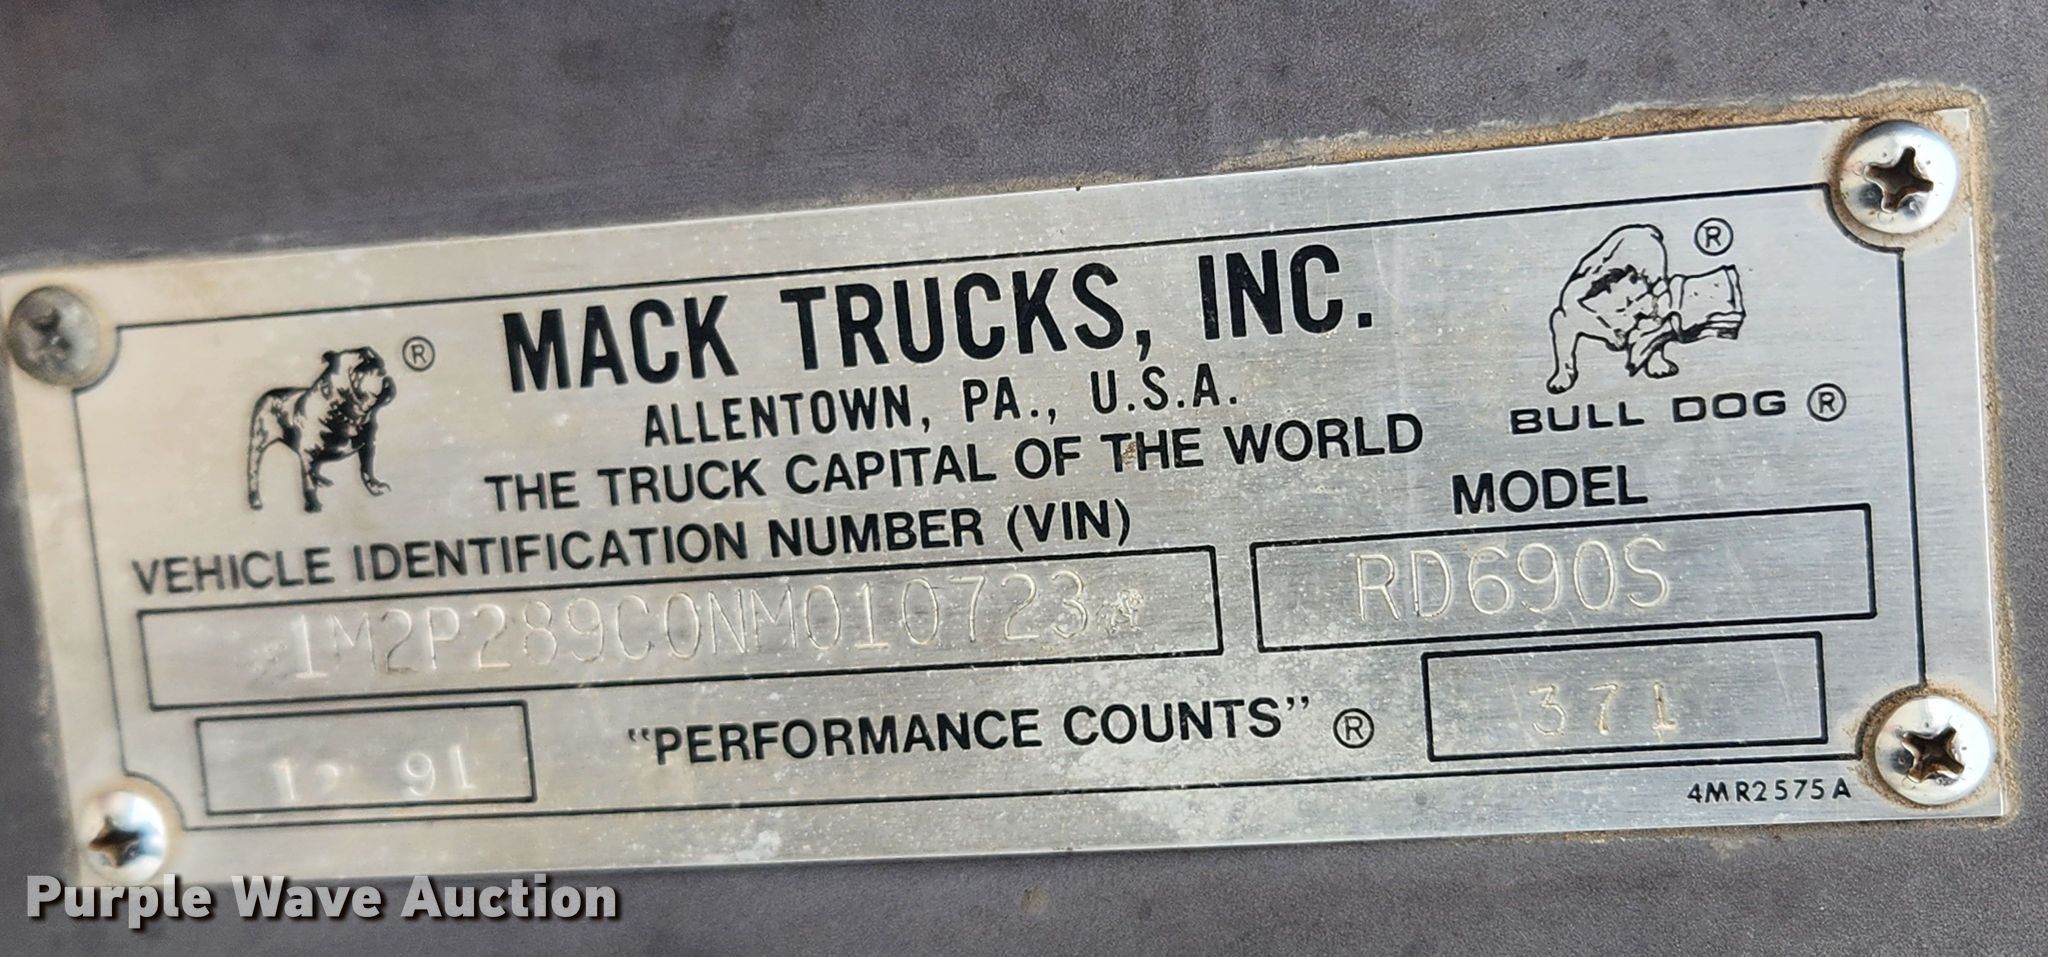 MACK TRUCKS, INC.
ALLENTOWN, PA., U.S.A.
THE TRUCK CAPITAL OF THE WORLD
®
®
BULL DOG ®
VEHICLE IDENTIFICATION NUMBER (VIN)
1M2P289C0NM010723
MODEL
RD690S
12 91
"PERFORMANCE COUNTS" ®
371
4MR2575A
Purple Wave Auction